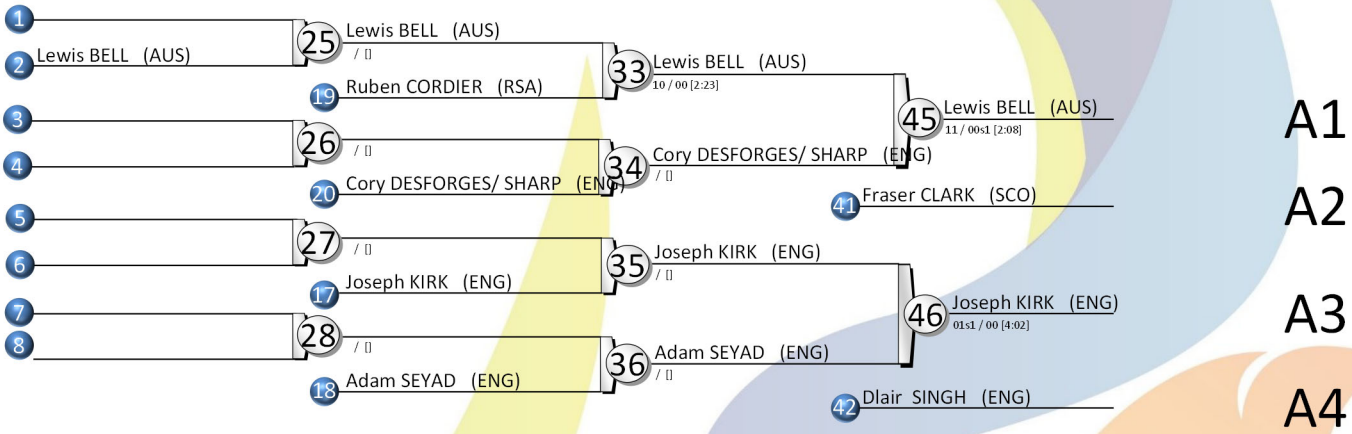 1
25 Lewis BELL (AUS)
2 Lewis BELL (AUS)
/ []
33 Lewis BELL (AUS)
10 / 00 [2:23]
19 Ruben CORDIER (RSA)
45 Lewis BELL (AUS)
11 / 00s1 [2:08]
A1
3
26
/ []
4
34 Cory DESFORGES/ SHARP (ENG)
/ []
20 Cory DESFORGES/ SHARP (ENG)
41 Fraser CLARK (SCO)
A2
5
27
/ []
6
35 Joseph KIRK (ENG)
/ []
17 Joseph KIRK (ENG)
46 Joseph KIRK (ENG)
01s1 / 00 [4:02]
A3
7
28
/ []
8
36 Adam SEYAD (ENG)
/ []
18 Adam SEYAD (ENG)
42 Dlair SINGH (ENG)
A4